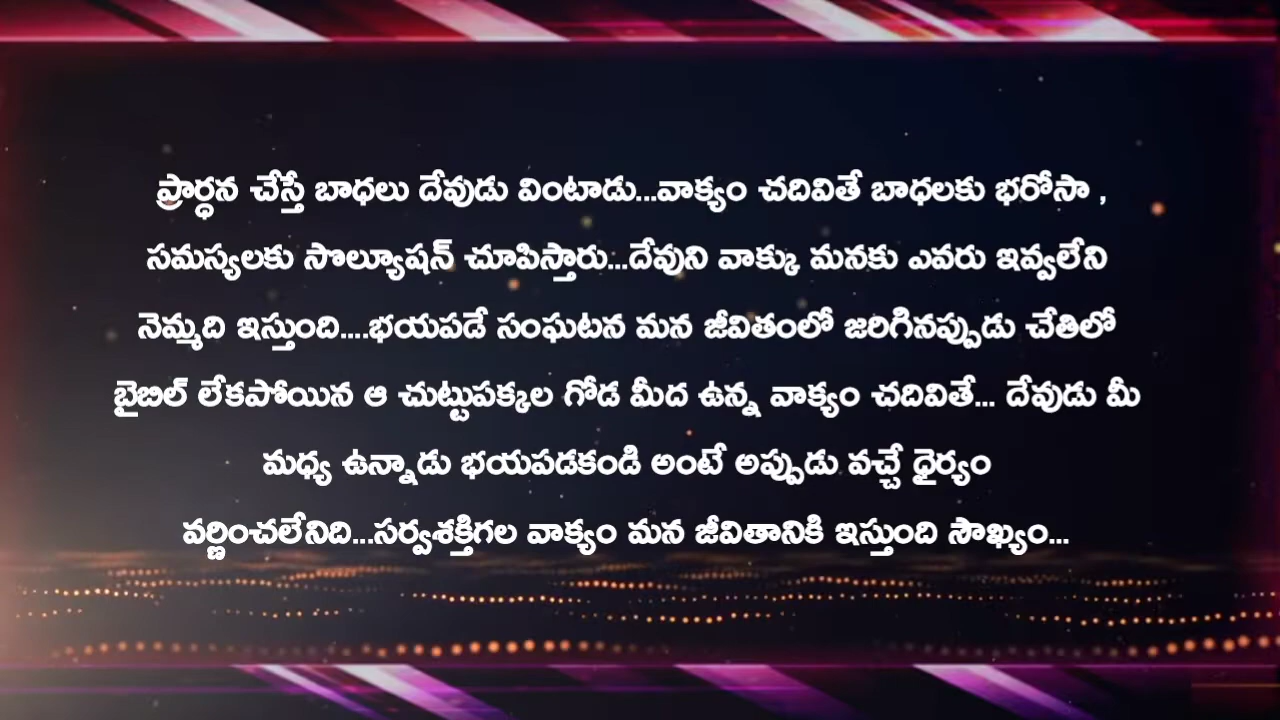 ప్రార్ధన చేస్తే బాధలు దేవుడు వింటాడు...వాక్యం చదివితే బాధలకు భరోసా ,
సమస్యలకు సొల్యూషన్ చూపిస్తారు...దేవుని వాక్కు మనకు ఎవరు ఇవ్వలేని
నెమ్మది ఇస్తుంది....భయపడే సంఘటన మన జీవితంలో జరిగినప్పుడు చేతిలో
బైబిల్ లేకపోయిన ఆ చుట్టుపక్కల గోడ మీద ఉన్న వాక్యం చదివితే... దేవుడు మీ
మధ్య ఉన్నాడు భయపడకండి అంటే అప్పుడు వచ్చే ధైర్యం
వర్ణించలేనిది...సర్వశక్తిగల వాక్యం మన జీవితానికి ఇస్తుంది సౌఖ్యం...